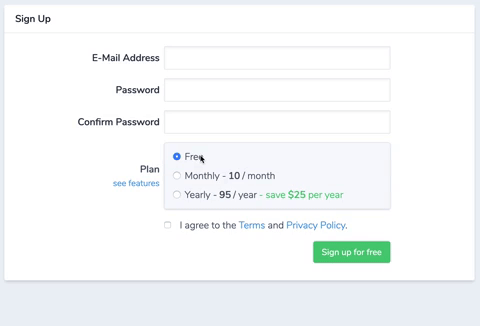 Sign Up
E-Mail Address
Password
Confirm Password
Plan
see features
Free
Monthly - 10 / month
Yearly - 95 / year - save $25 per year
I agree to the Terms and Privacy Policy.
Sign up for free